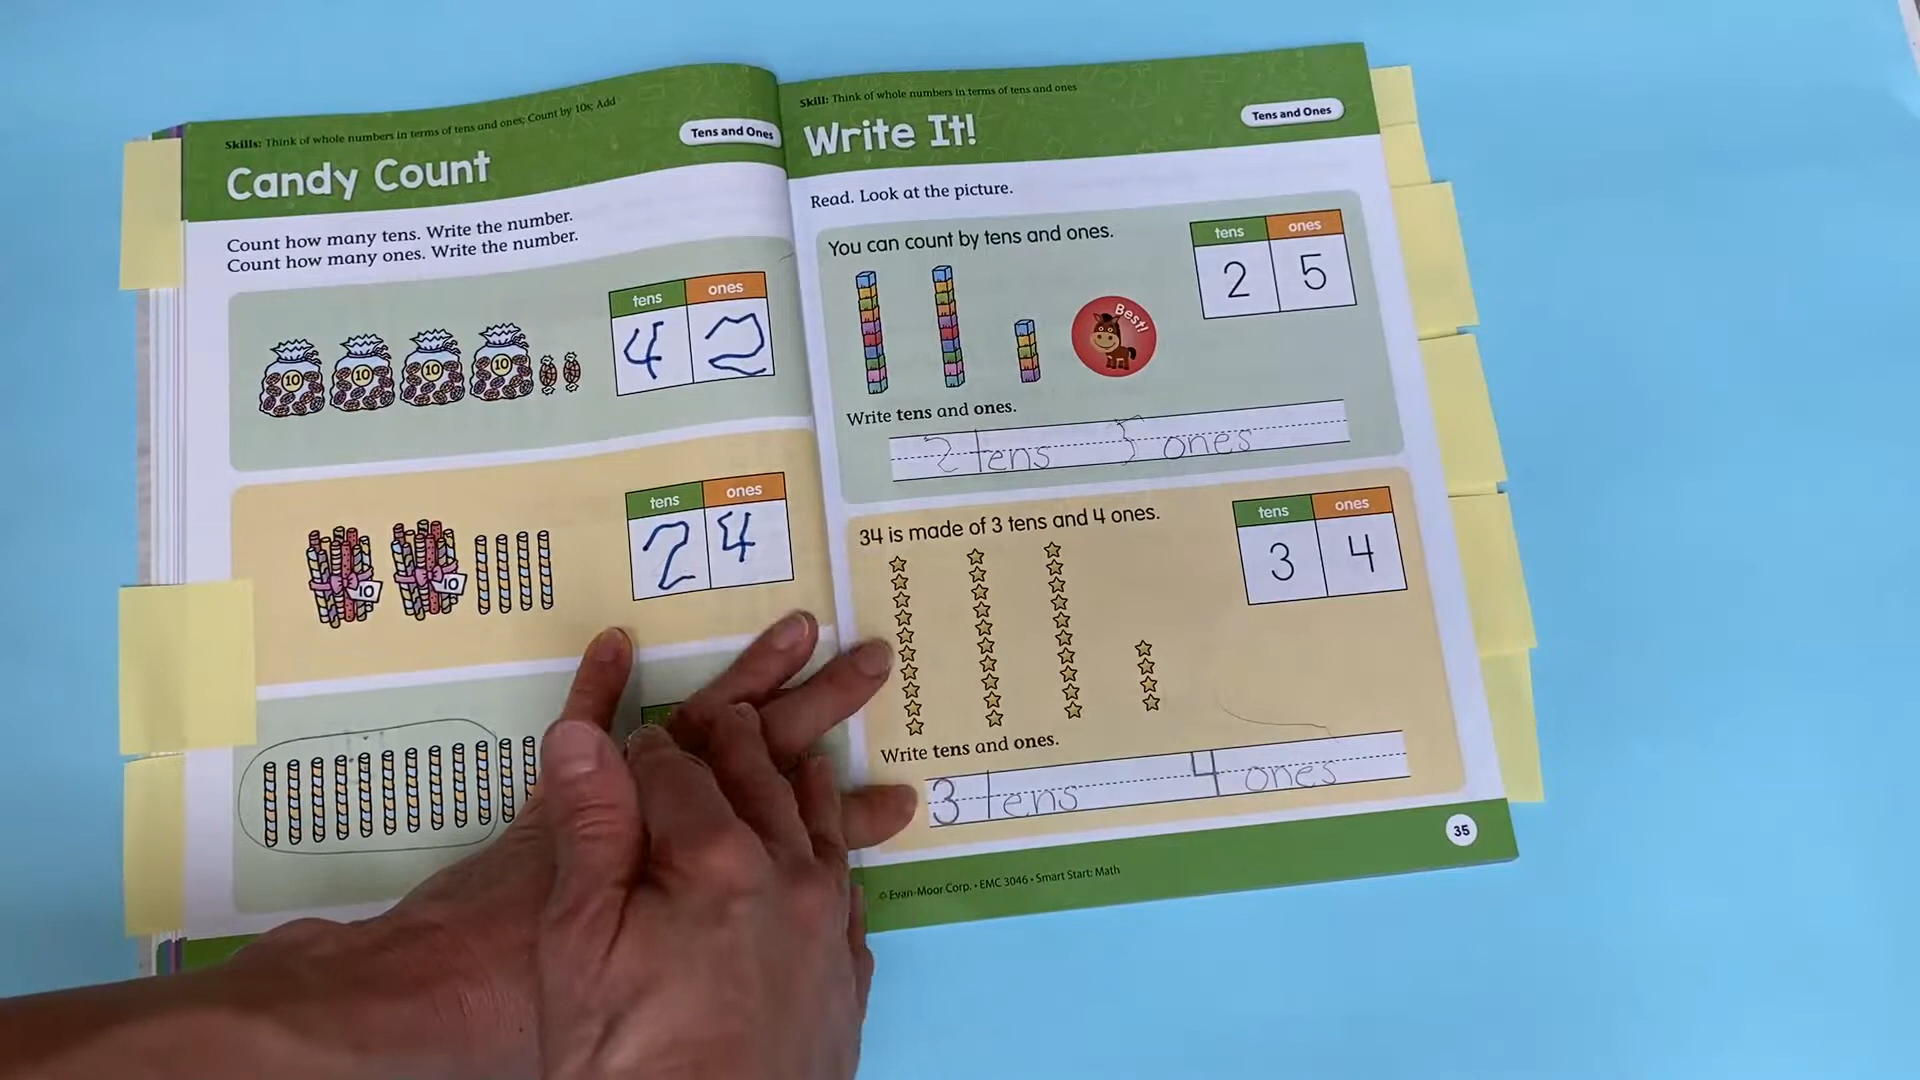 Skills: Think of whole numbers in terms of tens and ones; Count by 10s; Add
Tens and Ones
Candy Count
Count how many tens. Write the number.
Count how many ones. Write the number.
tens ones
10 10 10 10
4 2
tens ones
10 10
2 4
Skill: Think of whole numbers in terms of tens and ones
Tens and Ones
Write It!
Read. Look at the picture.
You can count by tens and ones.
tens ones
2 5
Best!
Write tens and ones.
2 tens 5 ones
34 is made of 3 tens and 4 ones.
tens ones
3 4
Write tens and ones.
3 tens 4 ones
35
© Evan-Moor Corp. • EMC 3046 • Smart Start: Math